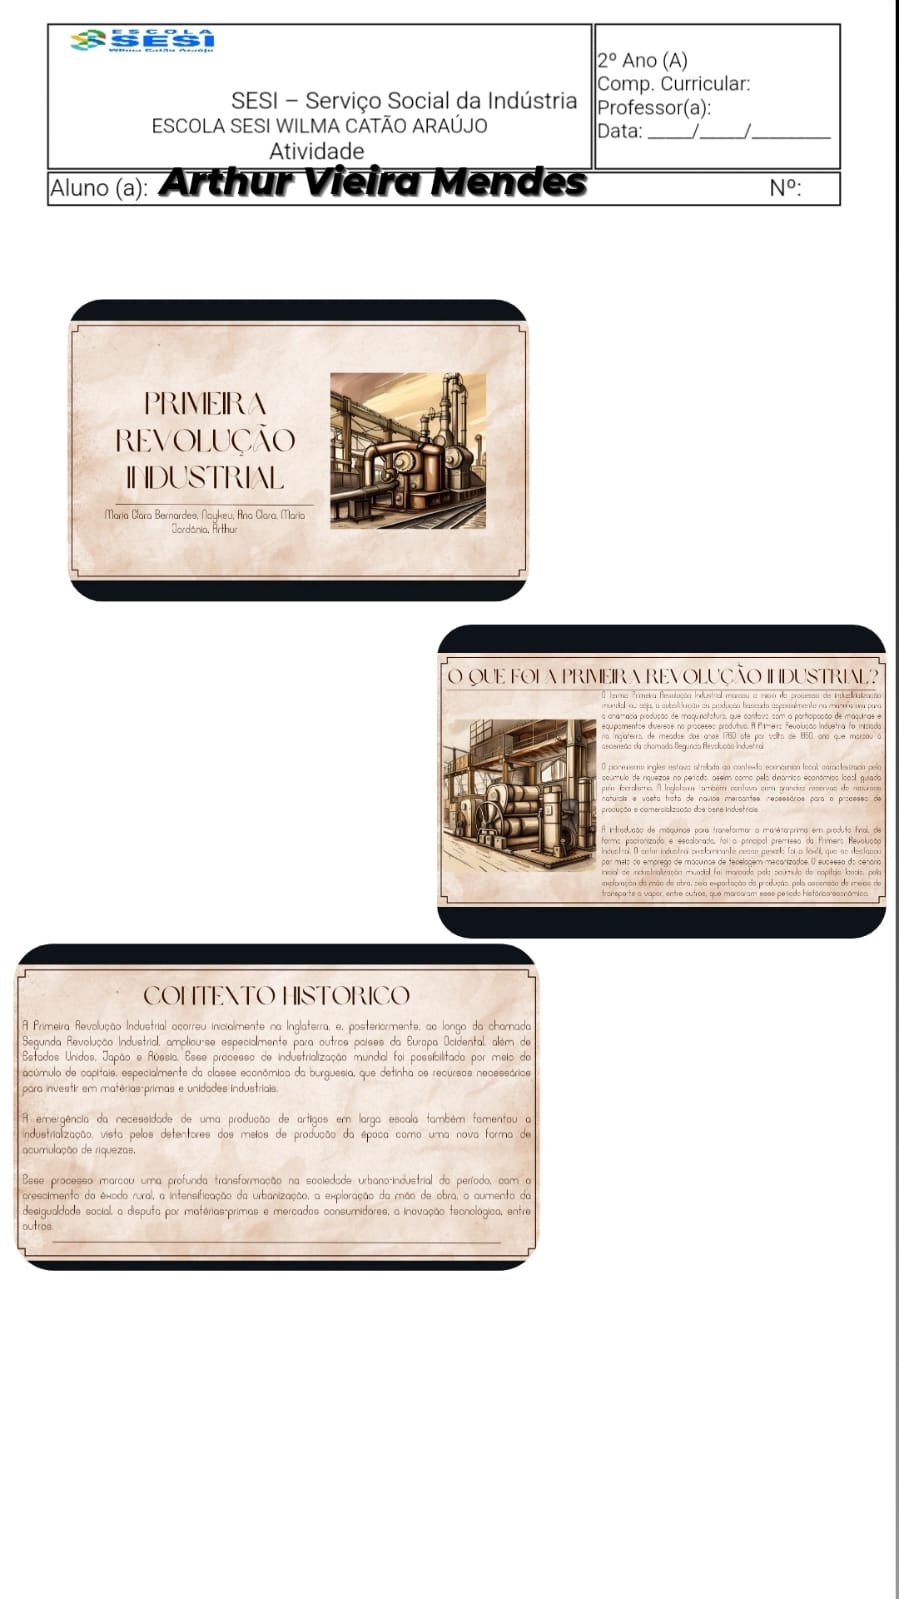 ESCOLA
SESI
Wilma Catão Araújo
SESI – Serviço Social da Indústria
ESCOLA SESI WILMA CATÃO ARAÚJO
Atividade
2º Ano (A)
Comp. Curricular:
Professor(a):
Data: _____/_____/_________
Aluno (a): Arthur Vieira Mendes Nº:
PRIMEIRA
REVOLUÇÃO
INDUSTRIAL
Maria Clara Bernardes, Naykeu, Ana Clara, Maria
Jordânia, Arthur
O QUE FOI A PRIMEIRA REVOLUÇÃO INDUSTRIAL?
O termo Primeira Revolução Industrial marcou o início do processo de industrialização
mundial, ou seja, a substituição da produção baseada especialmente na manufatura para
a chamada produção de maquinofatura, que contava com a participação de máquinas e
equipamentos diversos no processo produtivo. A Primeira Revolução Industrial foi iniciada
na Inglaterra, de meados dos anos 1760 até por volta de 1850, ano que marcou a
ascensão da chamada Segunda Revolução Industrial.
O pioneirismo inglês estava atrelado ao contexto econômico local, caracterizado pelo
acúmulo de riquezas no período, assim como pela dinâmica econômica local guiada
pelo liberalismo. A Inglaterra também contava com grandes reservas de recursos
naturais e vasta frota de navios mercantes necessários para o processo de
produção e comercialização dos bens industriais.
A introdução de máquinas para transformar a matéria-prima em produto final, de
forma padronizada e escalonada, foi a principal premissa da Primeira Revolução
Industrial. O setor industrial predominante nesse período foi o têxtil, que se destacou
por meio do emprego de máquinas de tecelagem mecanizadas. O sucesso do cenário
inicial de industrialização mundial foi marcado pelo acúmulo de capitais locais, pela
exploração da mão de obra, pela exportação da produção, pela ascensão de meios de
transporte a vapor, entre outros, que marcaram esse período histórico-econômico.
CONTEXTO HISTORICO
A Primeira Revolução Industrial ocorreu inicialmente na Inglaterra, e, posteriormente, ao longo da chamada
Segunda Revolução Industrial, ampliou-se especialmente para outros países da Europa Ocidental, além de
Estados Unidos, Japão e Rússia. Esse processo de industrialização mundial foi possibilitado por meio do
acúmulo de capitais, especialmente da classe econômica da burguesia, que detinha os recursos necessários
para investir em matérias-primas e unidades industriais.
A emergência da necessidade de uma produção de artigos em larga escala também fomentou a
industrialização, vista pelos detentores dos meios de produção da época como uma nova forma de
acumulação de riquezas.
Esse processo marcou uma profunda transformação na sociedade urbano-industrial do período, com o
crescimento do êxodo rural, a intensificação da urbanização, a exploração da mão de obra, o aumento da
desigualdade social, a disputa por matérias-primas e mercados consumidores, a inovação tecnológica, entre
outros.